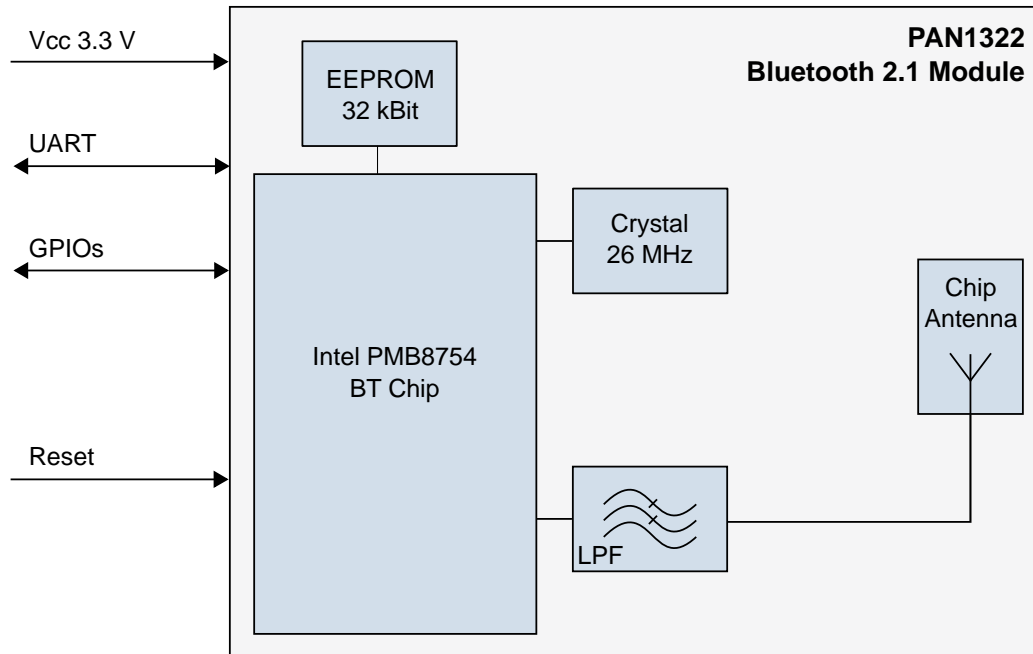 Vcc 3.3 V
UART
GPIOs
Reset
PAN1322
Bluetooth 2.1 Module
EEPROM
32 kBit
Crystal
26 MHz
Chip
Antenna
Intel PMB8754
BT Chip
LPF